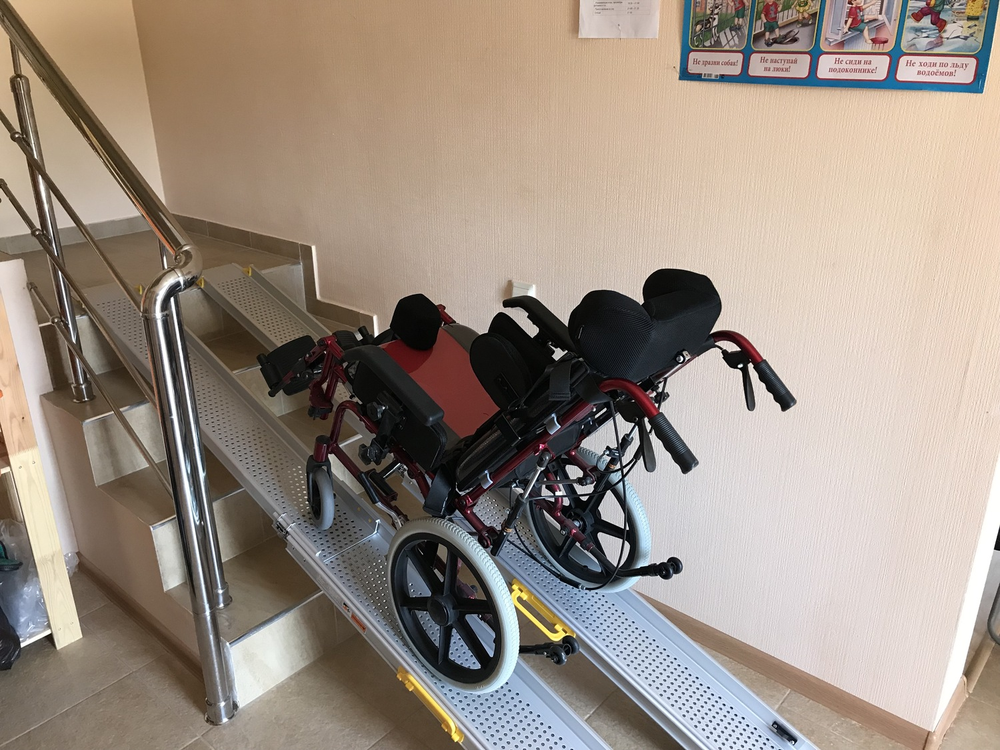 Не дразни собак!
Не наступай
на люки!
Не сиди на
подоконнике!
Не ходи по льду
водоёмов!